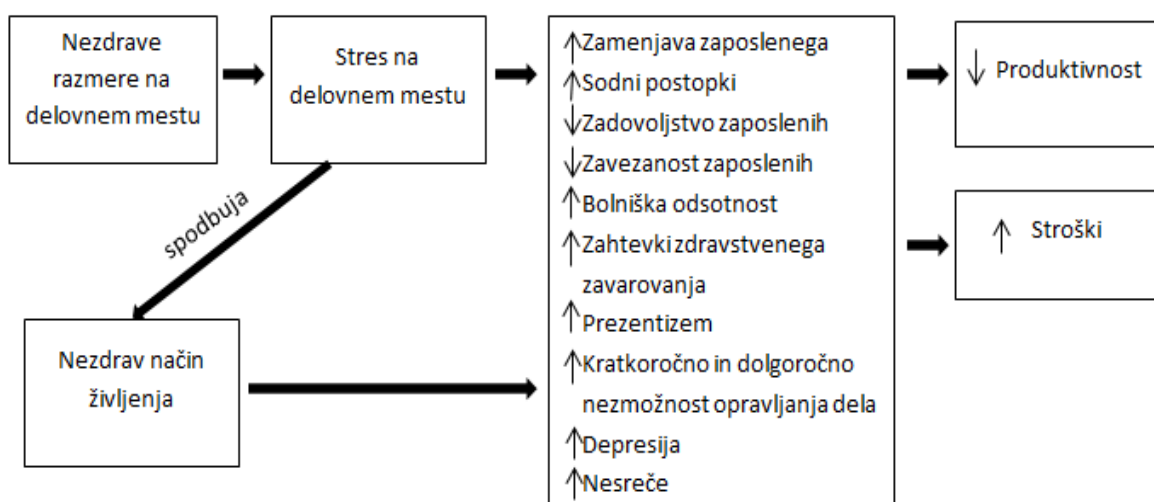 Nezdrave
razmere na
delovnem mestu
Stres na
delovnem mestu
spodbuja
Nezdrav način
življenja
↑Zamenjava zaposlenega
↑Sodni postopki
↓Zadovoljstvo zaposlenih
↓Zavezanost zaposlenih
↑Bolniška odsotnost
↑Zahtevki zdravstvenega
zavarovanja
↑Prezentizem
↑Kratkoročno in dolgoročno
nezmožnost opravljanja dela
↑Depresija
↑Nesreče
↓ Produktivnost
↑ Stroški